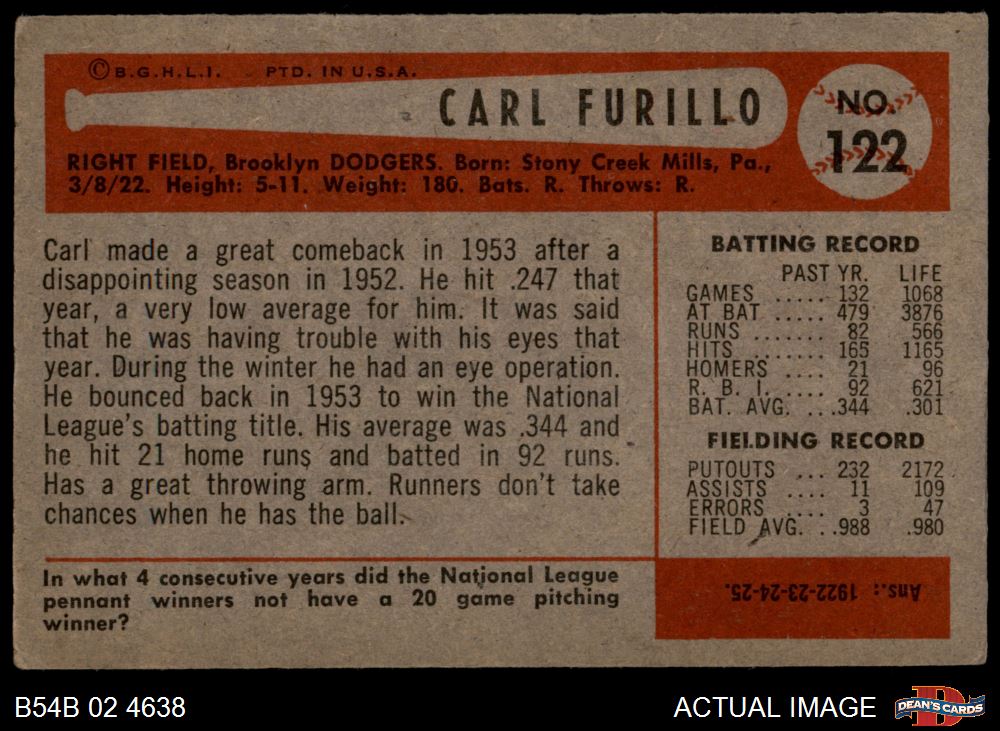 © B.G.H.L.I. PTD. IN U.S.A.
CARL FURILLO
NO. 122
RIGHT FIELD, Brooklyn DODGERS. Born: Stony Creek Mills, Pa.,
3/8/22. Height: 5-11. Weight: 180. Bats. R. Throws: R.
Carl made a great comeback in 1953 after a
disappointing season in 1952. He hit .247 that
year, a very low average for him. It was said
that he was having trouble with his eyes that
year. During the winter he had an eye operation.
He bounced back in 1953 to win the National
League's batting title. His average was .344 and
he hit 21 home runs and batted in 92 runs.
Has a great throwing arm. Runners don't take
chances when he has the ball.
BATTING RECORD
PAST YR. LIFE
GAMES ..... 132 1068
AT BAT ..... 479 3876
RUNS ....... 82 566
HITS ....... 165 1165
HOMERS .... 21 96
R. B. I. .... 92 621
BAT. AVG. ...344 .301
FIELDING RECORD
PUTOUTS ... 232 2172
ASSISTS .... 11 109
ERRORS .... 3 47
FIELD AVG. ..988 .980
In what 4 consecutive years did the National League
pennant winners not have a 20 game pitching
winner?
Ans.: 1922-23-24-25.
B54B 02 4638
ACTUAL IMAGE
D
DEAN'S CARDS